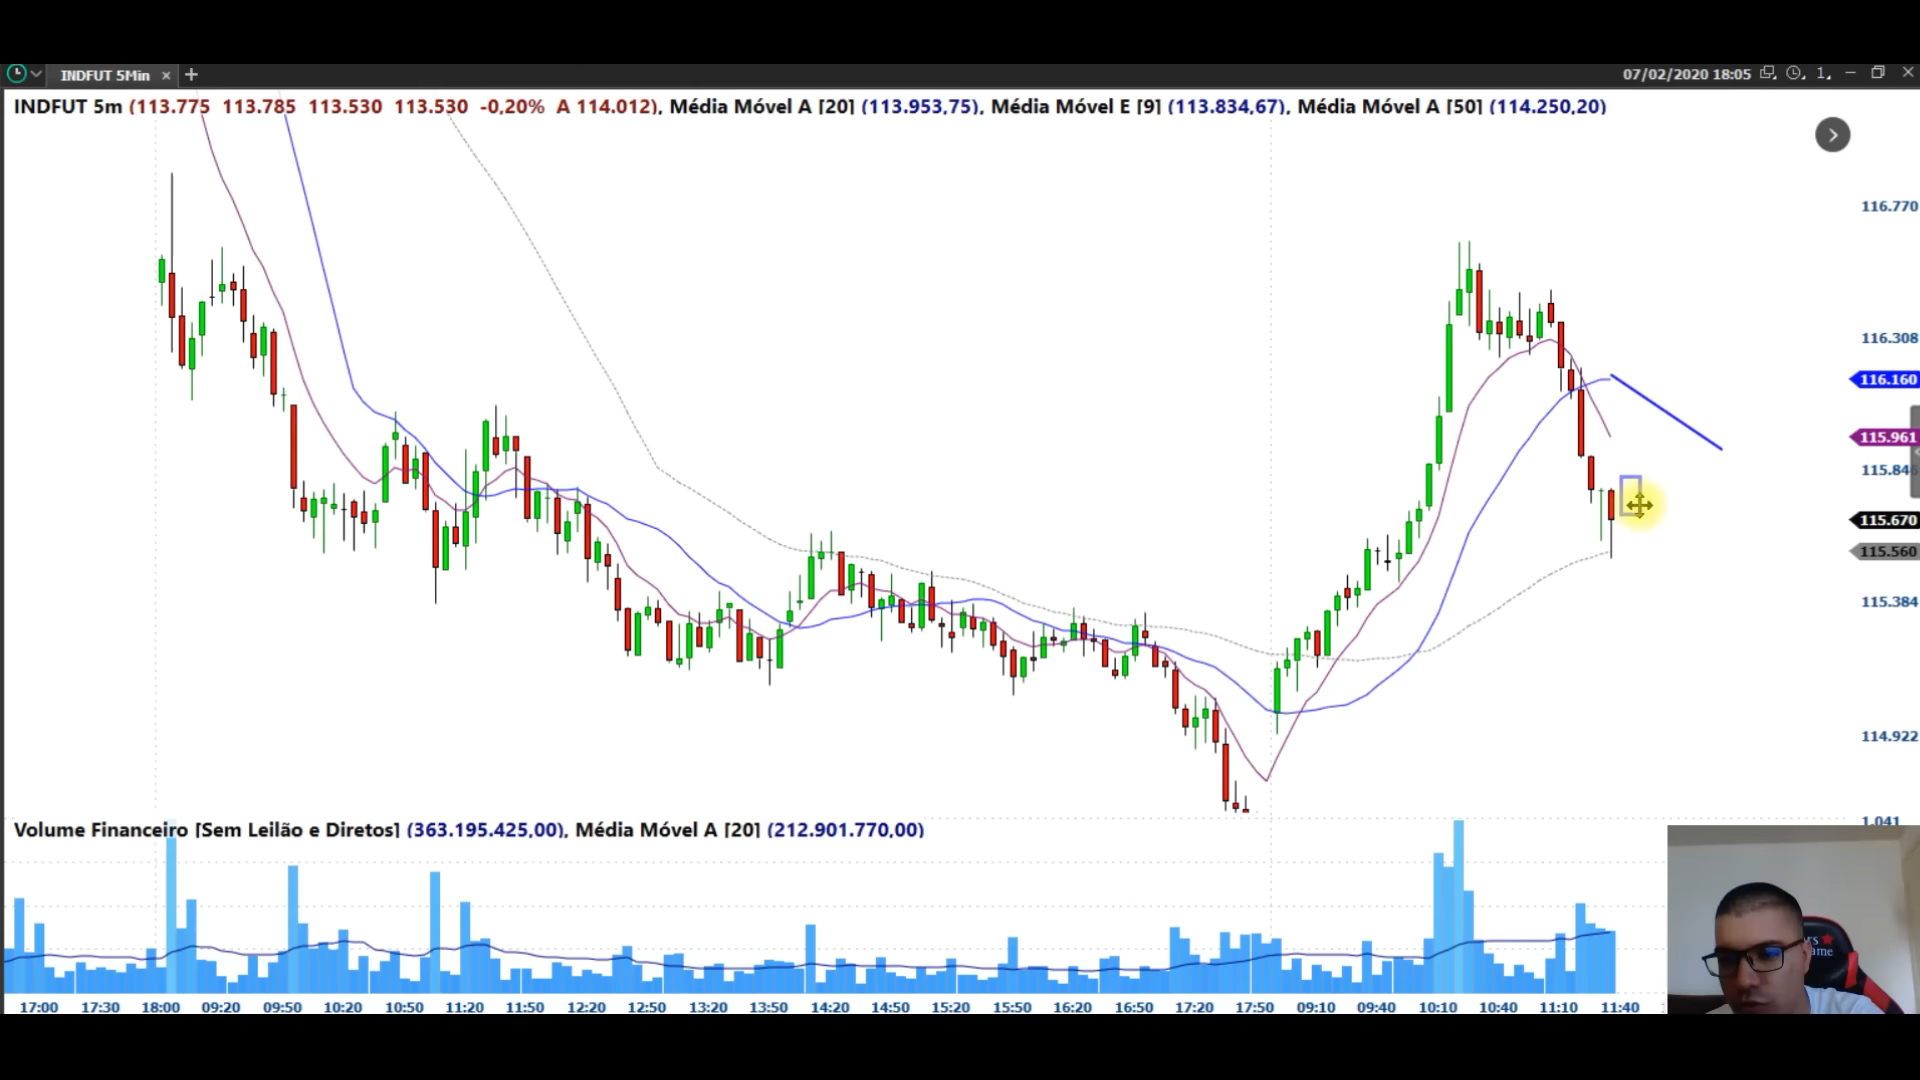 INDFUT 5Min × +
07/02/2020 18:05 1
INDFUT 5m (113.775 113.785 113.530 113.530 -0,20% A 114.012), Média Móvel A [20] (113.953,75), Média Móvel E [9] (113.834,67), Média Móvel A [50] (114.250,20)
116.770
116.308
116.160
115.961
115.846
115.670
115.560
115.384
114.922
Volume Financeiro [Sem Leilão e Diretos] (363.195.425,00), Média Móvel A [20] (212.901.770,00)
1.041
17:00 17:30 18:00 09:20 09:50 10:20 10:50 11:20 11:50 12:20 12:50 13:20 13:50 14:20 14:50 15:20 15:50 16:20 16:50 17:20 17:50 09:10 09:40 10:10 10:40 11:10 11:40